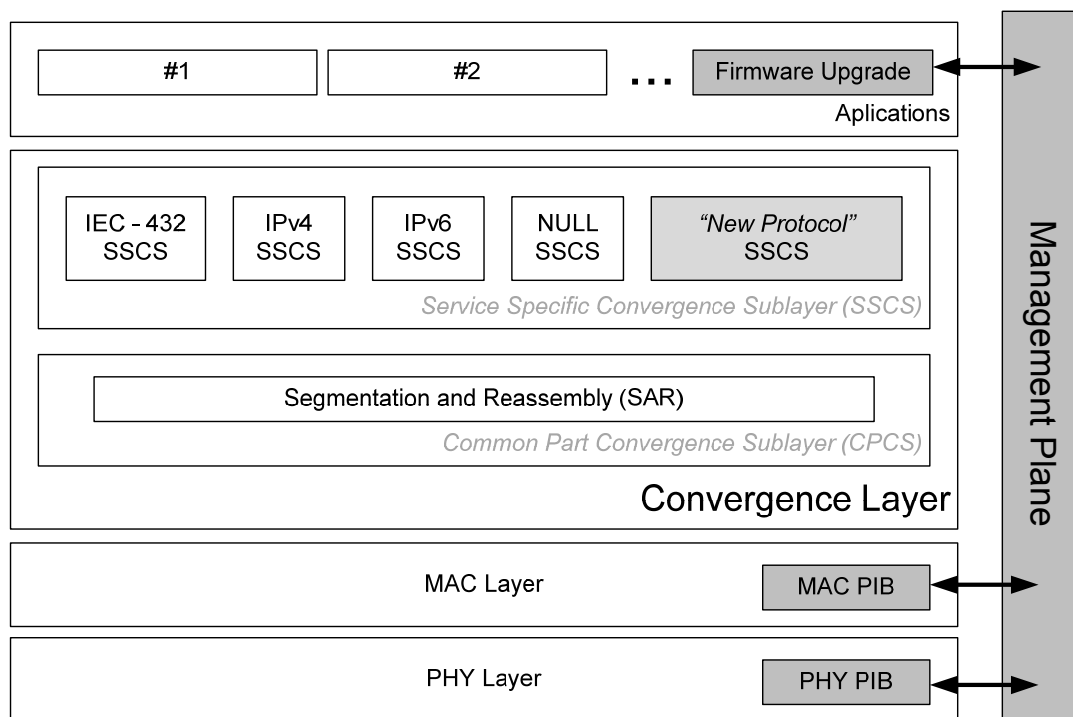 #1
#2
...
Firmware Upgrade
Aplications
IEC - 432
SSCS
IPv4
SSCS
IPv6
SSCS
NULL
SSCS
“New Protocol”
SSCS
Service Specific Convergence Sublayer (SSCS)
Segmentation and Reassembly (SAR)
Common Part Convergence Sublayer (CPCS)
Convergence Layer
MAC Layer
MAC PIB
PHY Layer
PHY PIB
Management Plane